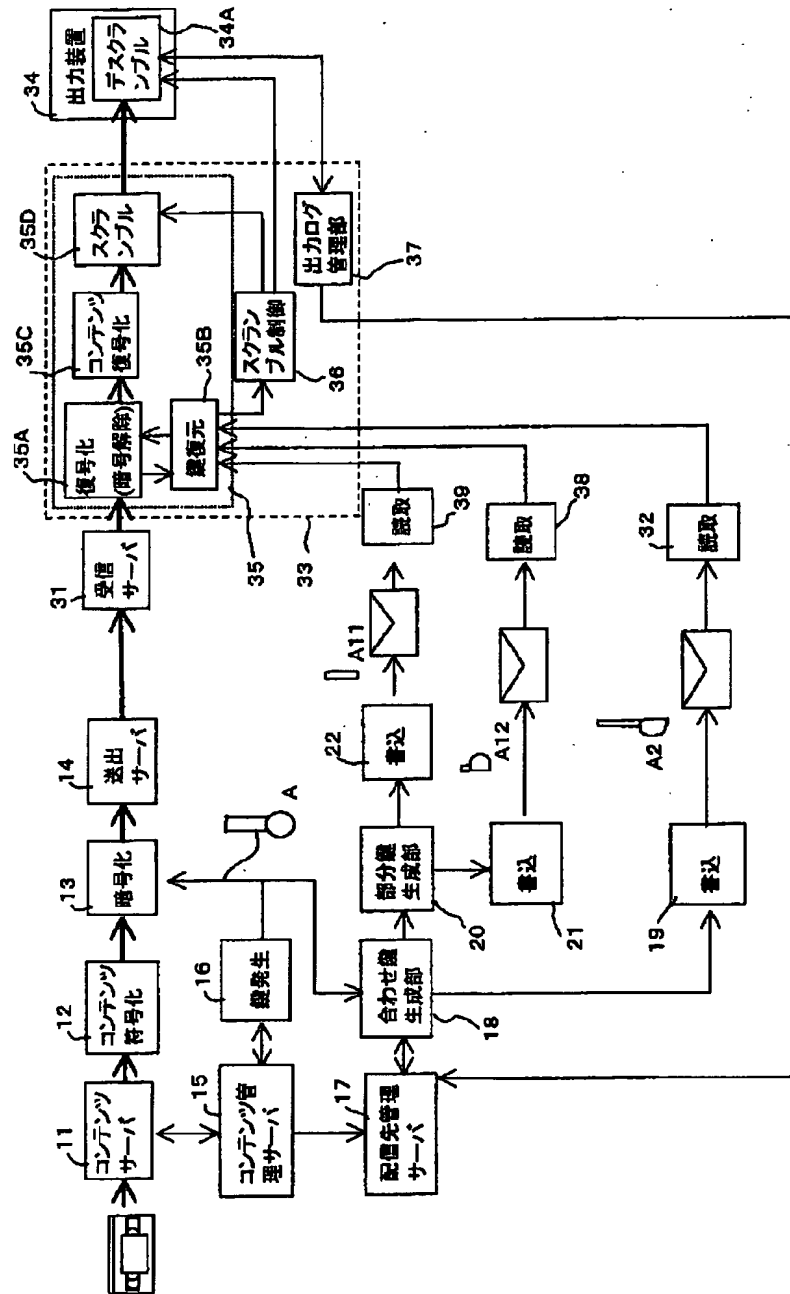 11
コンテンツ
サーバ
12
コンテンツ
符号化
13
暗号化
14
送出
サーバ
31
受信
サーバ
35A
復号化
(暗号解除)
35C
コンテンツ
復号化
35D
スクラ
ンブル
34
出力装置
デスクラ
ンブル
34A
15
コンテンツ管
理サーバ
16
鍵発生
A
35B
鍵復元
35
33
スクラン
ブル制御
36
出力ログ
管理部
37
17
配信先管理
サーバ
合わせ鍵
生成部
18
部分鍵
生成部
20
22
書込
A11
読取
39
書込
21
A12
読取
38
19
書込
A2
32
読取